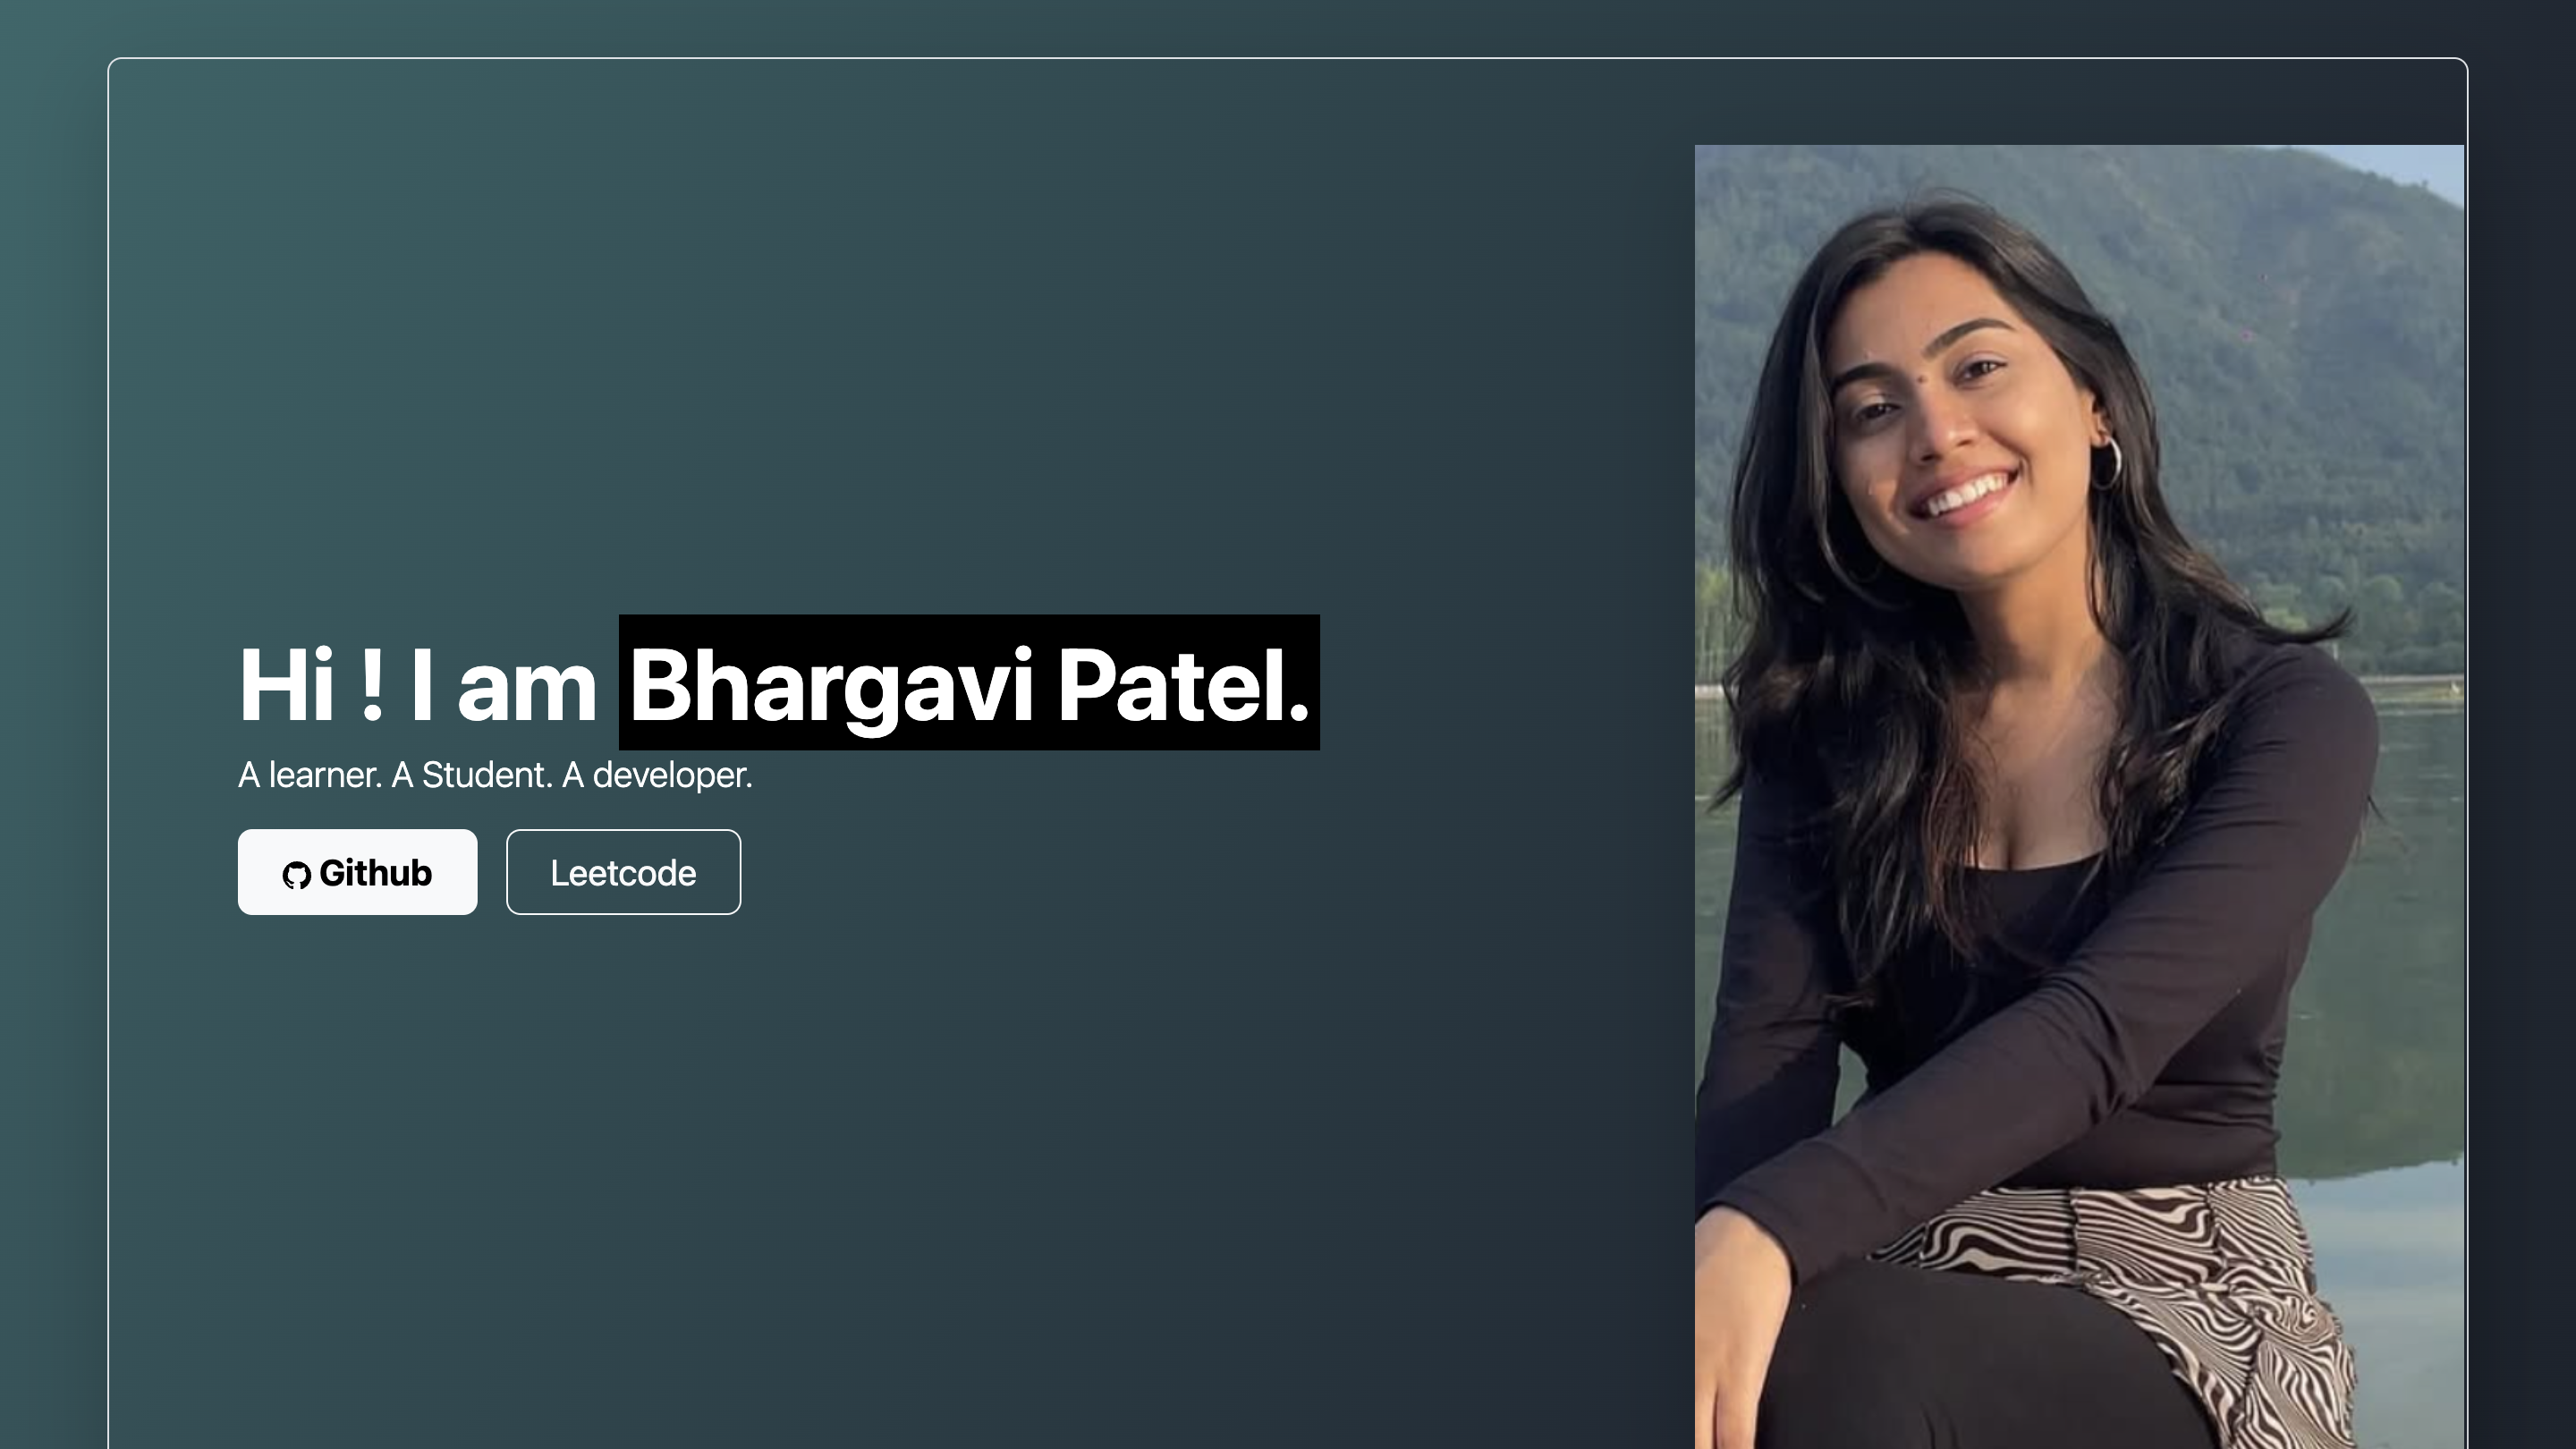 Hi ! I am Bhargavi Patel.
A learner. A Student. A developer.
Github
Leetcode